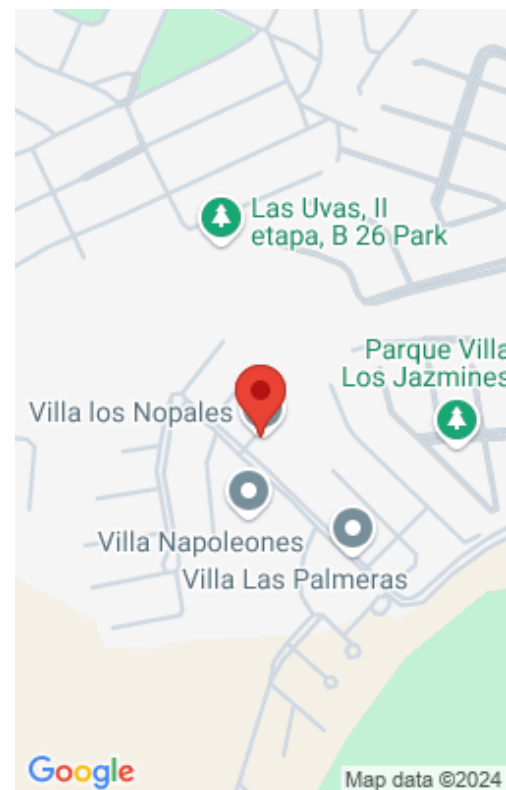 Las Uvas, II
etapa, B 26 Park
Parque Villa
Los Jazmines
Villa los Nopales
Villa Napoleones
Villa Las Palmeras
Google
Map data ©2024